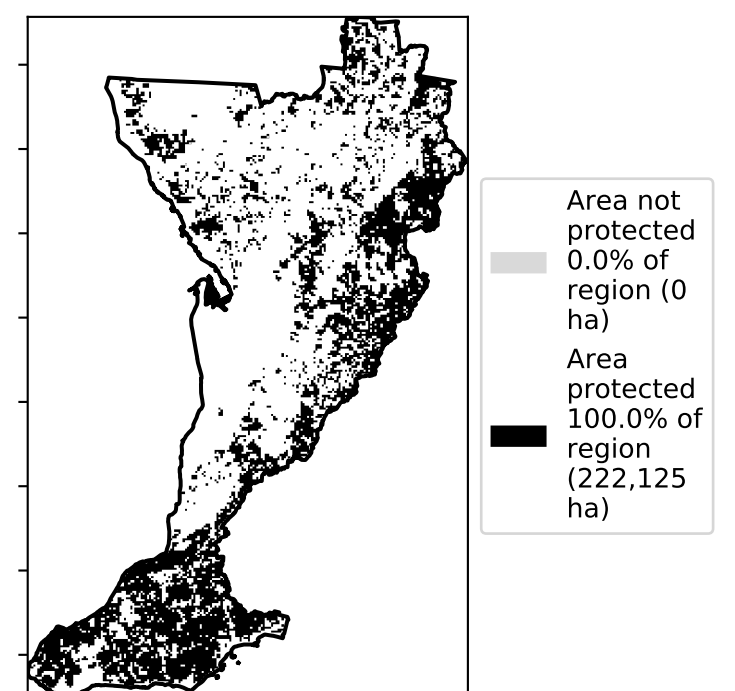 Area not
protected
0.0% of
region (0
ha)
Area
protected
100.0% of
region
(222,125
ha)